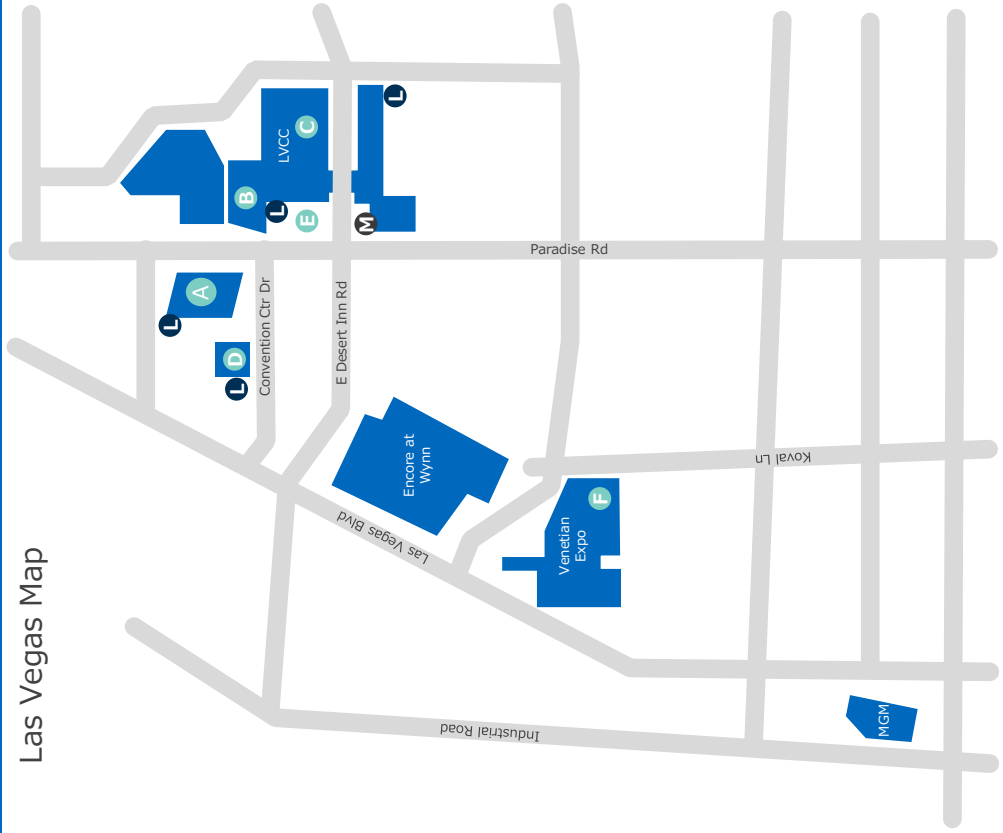 Las Vegas Map
LVCC
C
L
B
L
E
M
Paradise Rd
A
L
D
L
Convention Ctr Dr
E Desert Inn Rd
Encore at
Wynn
Koval Ln
Las Vegas Blvd
F
Venetian
Expo
Industrial Road
MGM